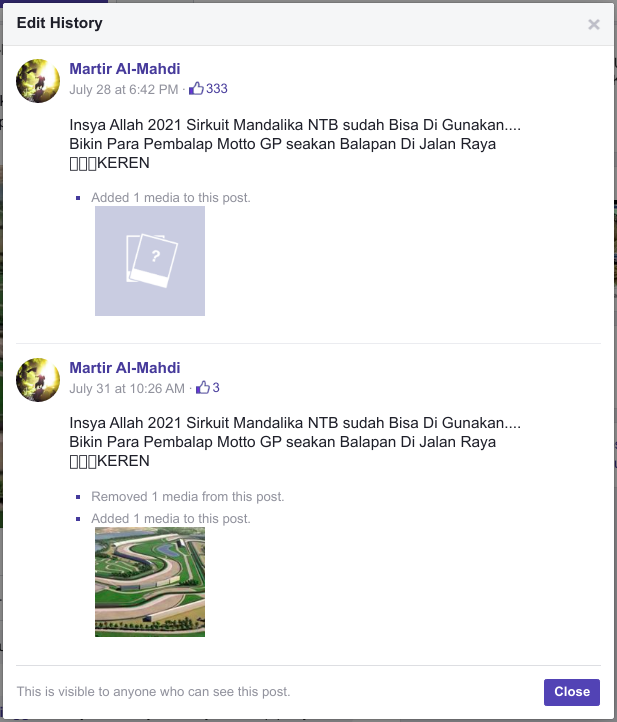 Edit History
Martir Al-Mahdi
July 28 at 6:42 PM · 333
Insya Allah 2021 Sirkuit Mandalika NTB sudah Bisa Di Gunakan....
Bikin Para Pembalap Motto GP seakan Balapan Di Jalan Raya
▯▯▯KEREN
Added 1 media to this post.
?
Martir Al-Mahdi
July 31 at 10:26 AM · 3
Insya Allah 2021 Sirkuit Mandalika NTB sudah Bisa Di Gunakan....
Bikin Para Pembalap Motto GP seakan Balapan Di Jalan Raya
▯▯▯KEREN
Removed 1 media from this post.
Added 1 media to this post.
This is visible to anyone who can see this post.
Close